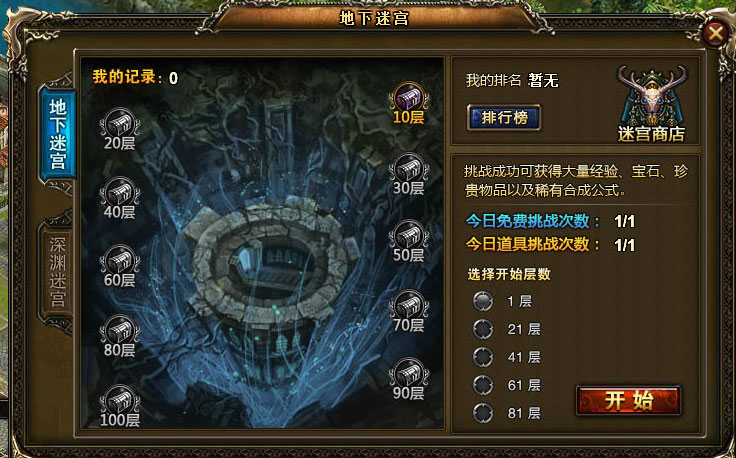 地下迷宫
地下迷宫
深渊迷宫
我的记录：0
10层
20层
30层
40层
50层
60层
70层
80层
90层
100层
我的排名 暂无
排行榜
迷宫商店
挑战成功可获得大量经验、宝石、珍
贵物品以及稀有合成公式。
今日免费挑战次数： 1/1
今日道具挑战次数： 1/1
选择开始层数
1 层
21 层
41 层
61 层
81 层
开始